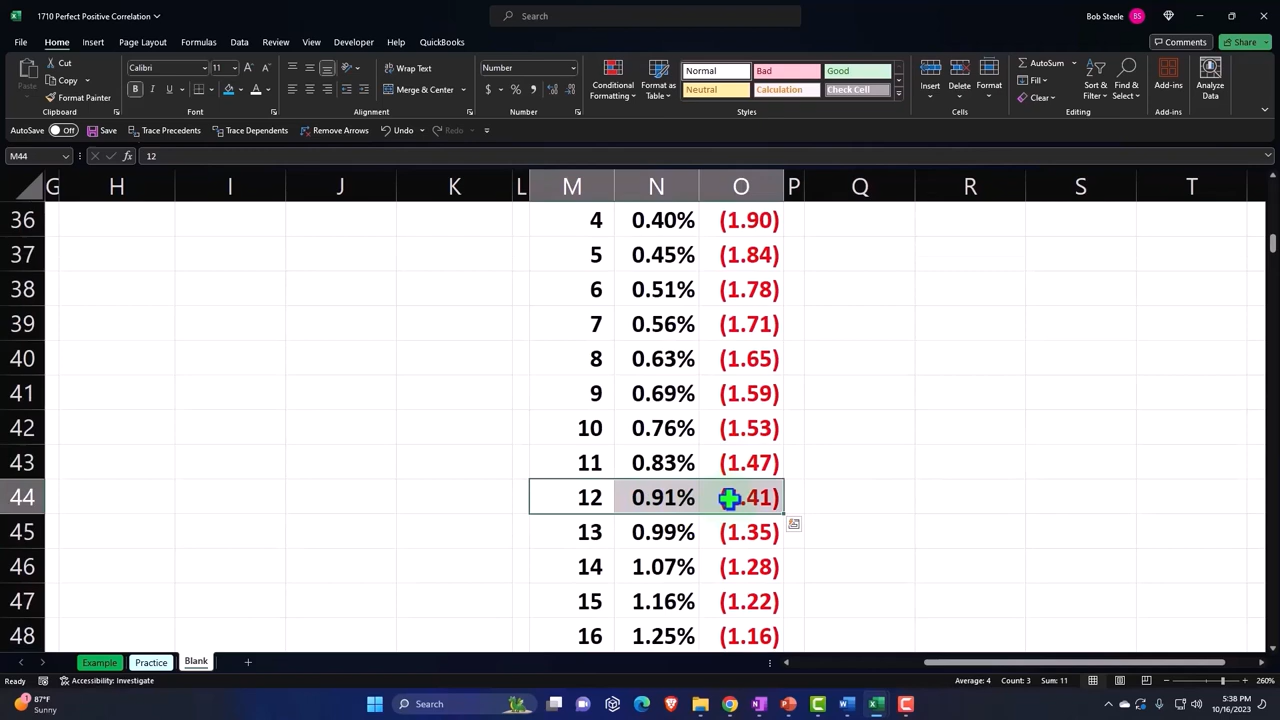 1710 Perfect Positive Correlation
Search
Bob Steele
BS
File
Home
Insert
Page Layout
Formulas
Data
Review
View
Developer
Help
QuickBooks
Comments
Share
Cut
Copy
Format Painter
Clipboard
Calibri
11
B I U
Font
Wrap Text
Merge & Center
Alignment
Number
$ % 9
Number
Conditional
Formatting
Format as
Table
Normal
Bad
Good
Neutral
Calculation
Check Cell
Styles
Insert
Delete
Format
Cells
AutoSum
Fill
Clear
Sort &
Filter
Find &
Select
Editing
Add-ins
Add-ins
Analyze
Data
AutoSave Off
Save
Trace Precedents
Trace Dependents
Remove Arrows
Undo
Redo
M44
fx
12
G H I J K L M N O P Q R S T
36 4 0.40% (1.90)
37 5 0.45% (1.84)
38 6 0.51% (1.78)
39 7 0.56% (1.71)
40 8 0.63% (1.65)
41 9 0.69% (1.59)
42 10 0.76% (1.53)
43 11 0.83% (1.47)
44 12 0.91% .41)
45 13 0.99% (1.35)
46 14 1.07% (1.28)
47 15 1.16% (1.22)
48 16 1.25% (1.16)
Example
Practice
Blank
Ready
Accessibility: Investigate
Average: 4
Count: 3
Sum: 11
260%
87°F
Sunny
Search
5:38 PM
10/16/2023